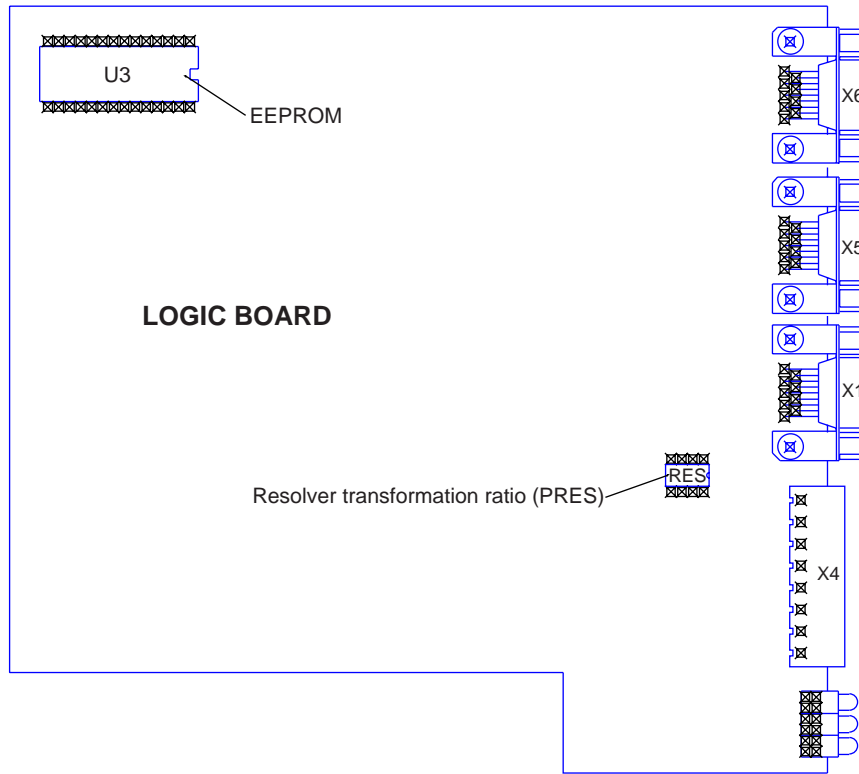 U3
EEPROM
X6
X5
LOGIC BOARD
X1
RES
Resolver transformation ratio (PRES)
X4